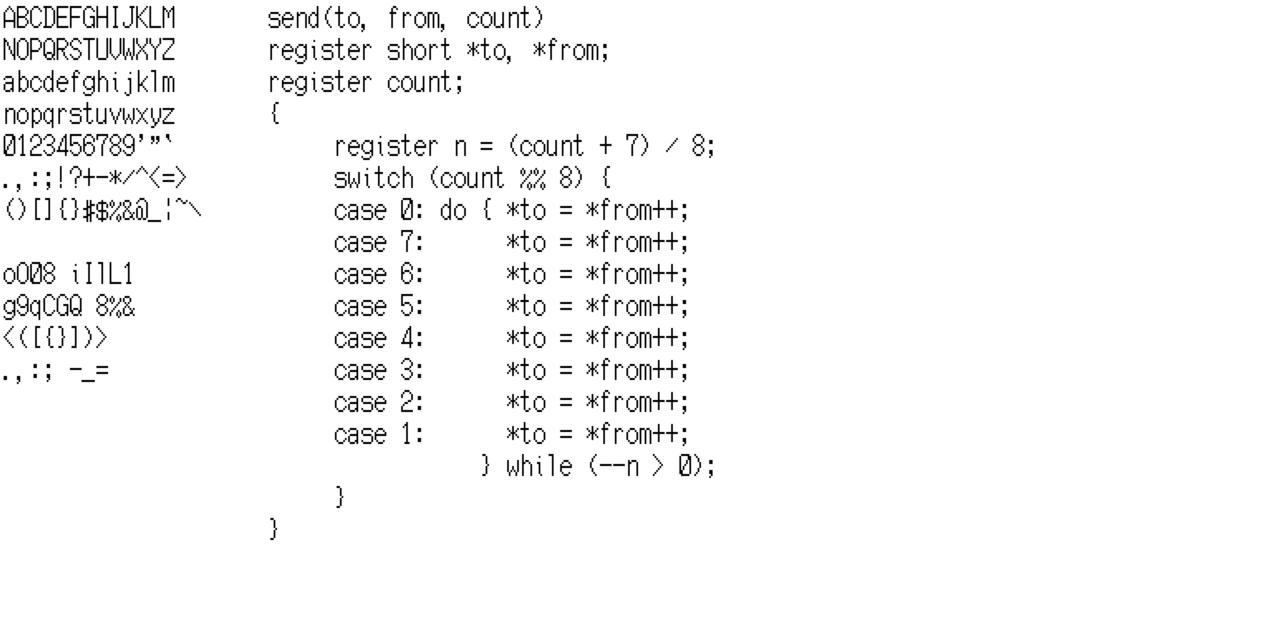 ABCDEFGHIJKLM
NOPQRSTUVWXYZ
abcdefghijklm
nopqrstuvwxyz
0123456789'"`
.,:;!?+-*/^<=>
()[]{}#$%&@_¦~\
oO08 iIlL1
g9qCGQ 8%&
<([{}])>
.,:; -_=
send(to, from, count)
register short *to, *from;
register count;
{
     register n = (count + 7) / 8;
     switch (count %% 8) {
     case 0: do { *to = *from++;
     case 7:      *to = *from++;
     case 6:      *to = *from++;
     case 5:      *to = *from++;
     case 4:      *to = *from++;
     case 3:      *to = *from++;
     case 2:      *to = *from++;
     case 1:      *to = *from++;
                } while (--n > 0);
     }
}